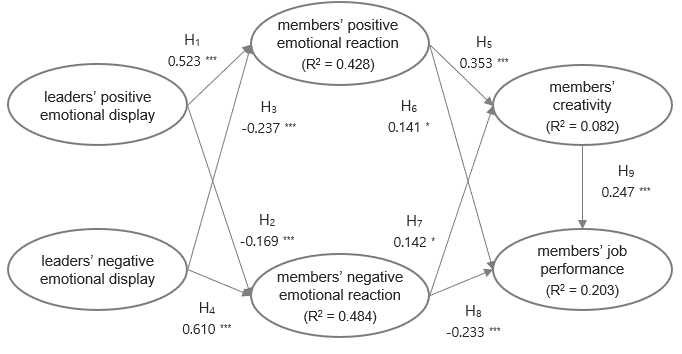 members’ positive
emotional reaction
(R² = 0.428)
H₁
0.523 ***
H₅
0.353 ***
leaders’ positive
emotional display
H₃
-0.237 ***
H₆
0.141 *
members’
creativity
(R² = 0.082)
H₉
0.247 ***
H₂
-0.169 ***
H₇
0.142 *
leaders’ negative
emotional display
members’ job
performance
(R² = 0.203)
members’ negative
emotional reaction
(R² = 0.484)
H₄
0.610 ***
H₈
-0.233 ***